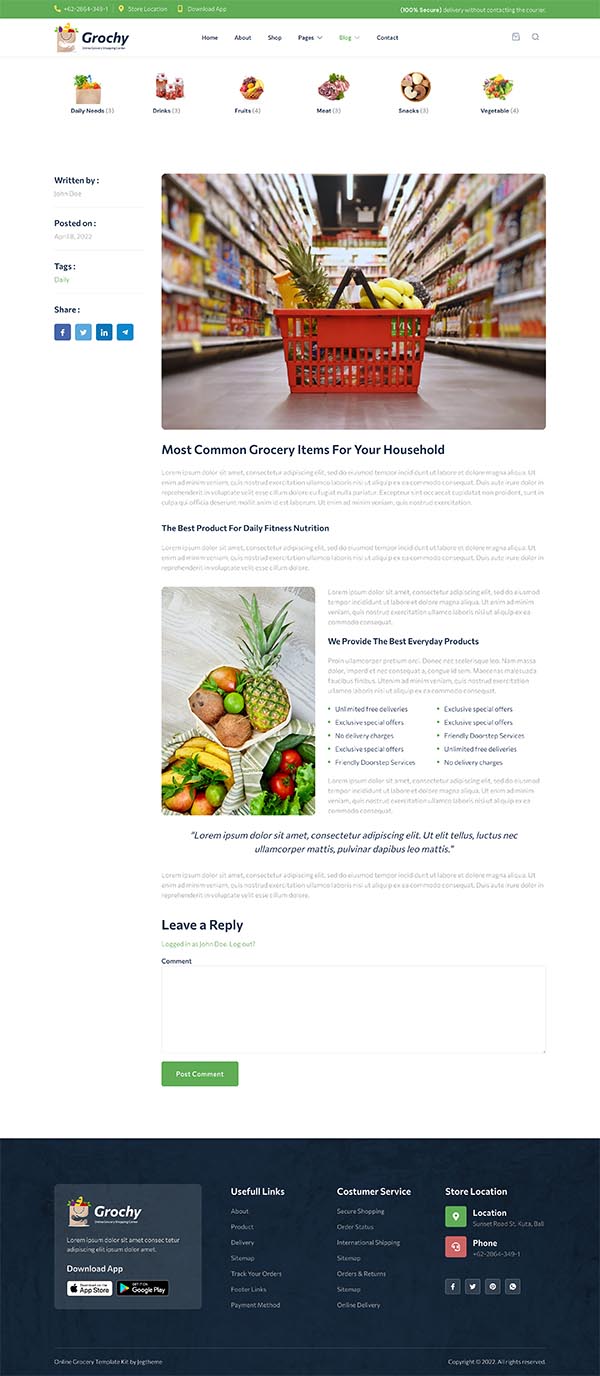 +62-2864-349-1 Store Location Download App (100% Secure) delivery without contacting the courier.
Grochy Home About Shop Pages Blog Contact
Online Grocery Shopping Center
Daily Needs (3) Drinks (3) Fruits (4) Meat (3) Snacks (3) Vegetable (4)
Written by :
John Doe
Posted on :
April 8, 2022
Tags :
Daily
Share :
Most Common Grocery Items For Your Household
Lorem ipsum dolor sit amet, consectetur adipiscing elit, sed do eiusmod tempor incididunt ut labore et dolore magna aliqua. Ut
enim ad minim veniam, quis nostrud exercitation ullamco laboris nisi ut aliquip ex ea commodo consequat. Duis aute irure dolor in
reprehenderit in voluptate velit esse cillum dolore eu fugiat nulla pariatur. Excepteur sint occaecat cupidatat non proident, sunt in
culpa qui officia deserunt mollit anim id est laborum. Ut enim ad minim veniam, quis nostrud exercitation.
The Best Product For Daily Fitness Nutrition
Lorem ipsum dolor sit amet, consectetur adipiscing elit, sed do eiusmod tempor incididunt ut labore et dolore magna aliqua. Ut
enim ad minim veniam, quis nostrud exercitation ullamco laboris nisi ut aliquip ex ea commodo consequat. Duis aute irure dolor in
reprehenderit in voluptate velit esse cillum dolore.
Lorem ipsum dolor sit amet, consectetur adipiscing elit, sed do eiusmod
tempor incididunt ut labore et dolore magna aliqua. Ut enim ad minim
veniam, quis nostrud exercitation ullamco laboris nisi ut aliquip ex ea
commodo consequat.
We Provide The Best Everyday Products
Proin ullamcorper pretium orci. Donec nec scelerisque leo. Nam massa
dolor, imperdiet nec consequat a, congue id sem. Maecenas malesuada
faucibus finibus. Ut enim ad minim veniam, quis nostrud exercitation
ullamco laboris nisi ut aliquip ex ea commodo consequat.
Unlimited free deliveries Exclusive special offers
Exclusive special offers Exclusive special offers
No delivery charges Friendly Doorstep Services
Exclusive special offers Unlimited free deliveries
Friendly Doorstep Services No delivery charges
Lorem ipsum dolor sit amet, consectetur adipiscing elit, sed do eiusmod
tempor incididunt ut labore et dolore magna aliqua. Ut enim ad minim
veniam, quis nostrud exercitation ullamco laboris nisi ut aliquip ex ea
commodo consequat.
“Lorem ipsum dolor sit amet, consectetur adipiscing elit. Ut elit tellus, luctus nec
ullamcorper mattis, pulvinar dapibus leo mattis.”
Lorem ipsum dolor sit amet, consectetur adipiscing elit, sed do eiusmod tempor incididunt ut labore et dolore magna aliqua. Ut
enim ad minim veniam, quis nostrud exercitation ullamco laboris nisi ut aliquip ex ea commodo consequat. Duis aute irure dolor in
reprehenderit in voluptate velit esse cillum dolore.
Leave a Reply
Logged in as John Doe. Log out?
Comment
Post Comment
Grochy
Online Grocery Shopping Center
Lorem ipsum dolor sit amet consectetur
adipiscing elit dolor amet.
Download App
Download on the App Store GET IT ON Google Play
Usefull Links
About
Product
Delivery
Sitemap
Track Your Orders
Footer Links
Payment Method
Costumer Service
Secure Shopping
Order Status
International Shipping
Sitemap
Orders & Returns
Sitemap
Online Delivery
Store Location
Location
Sunset Road St, Kuta, Bali
Phone
+62-2864-349-1
Online Grocery Template Kit by Jegtheme Copyright © 2022. All rights reserved.